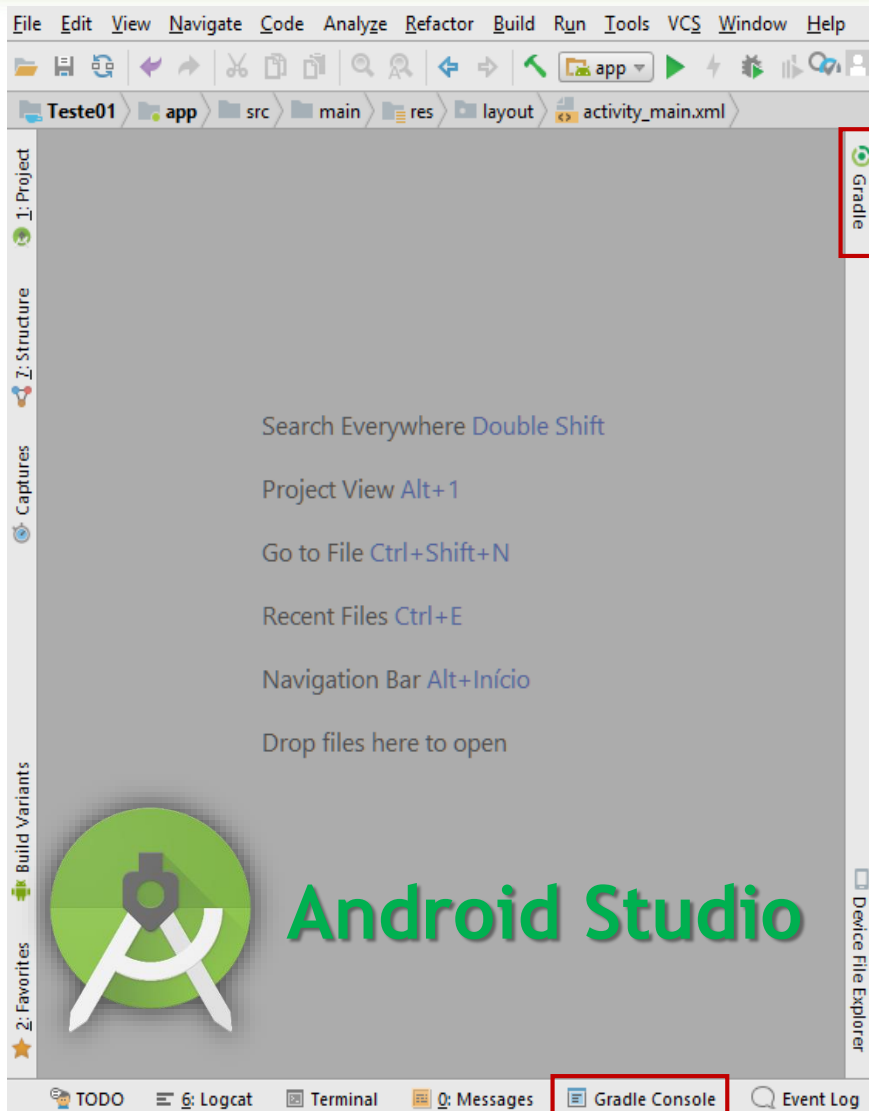 File Edit View Navigate Code Analyze Refactor Build Run Tools VCS Window Help
app
Teste01 app src main res layout activity_main.xml
1: Project
7: Structure
Captures
Build Variants
2: Favorites
Gradle
Device File Explorer
Search Everywhere Double Shift
Project View Alt+1
Go to File Ctrl+Shift+N
Recent Files Ctrl+E
Navigation Bar Alt+Início
Drop files here to open
Android Studio
TODO 6: Logcat Terminal 0: Messages Gradle Console Event Log